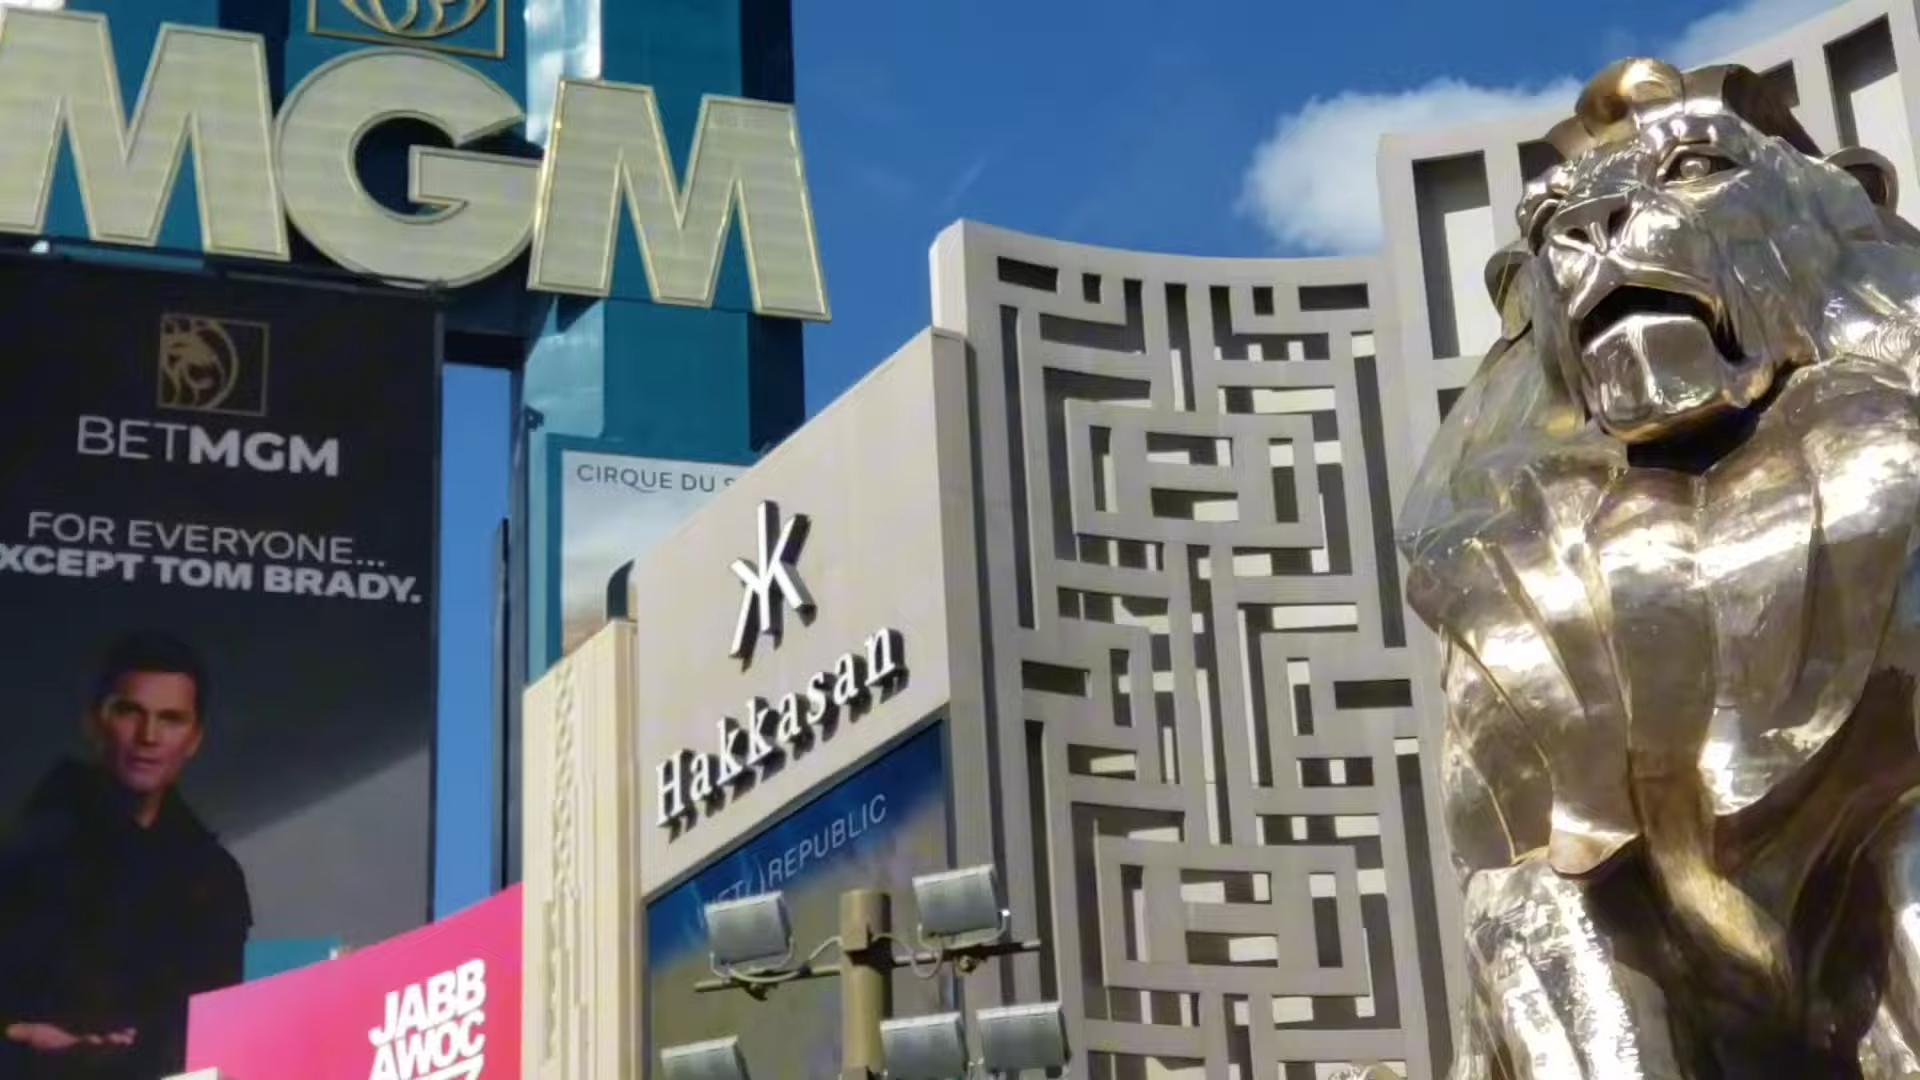 MGM
BETMGM
FOR EVERYONE...
XCEPT TOM BRADY.
CIRQUE DU S
Hakkasan
REPUBLIC
JABB
AWOC